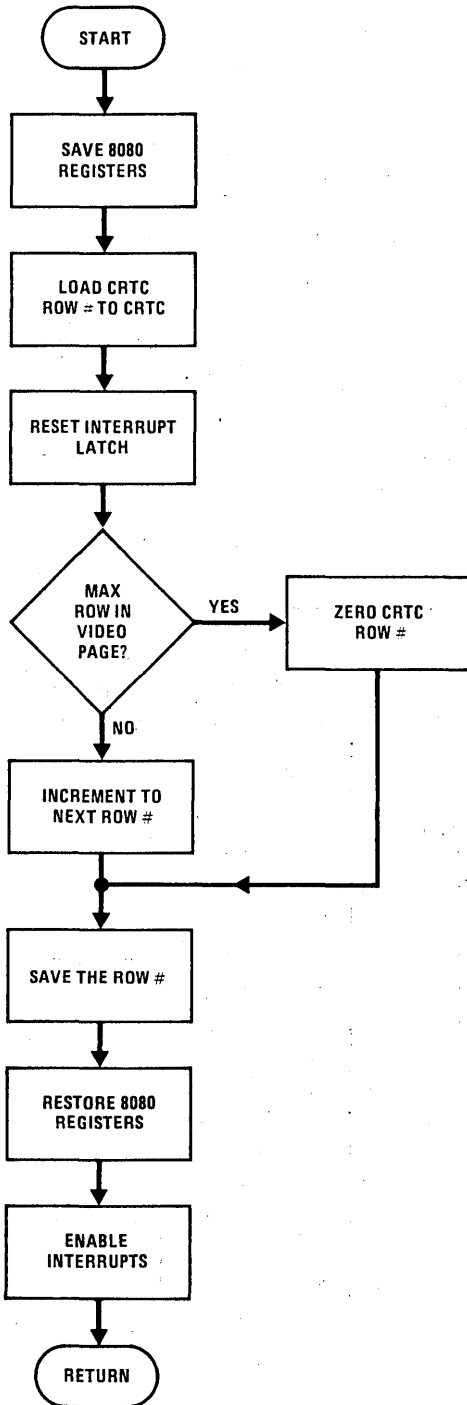 START
SAVE 8080
REGISTERS
LOAD CRTC
ROW # TO CRTC
RESET INTERRUPT
LATCH
MAX
ROW IN
VIDEO
PAGE?
YES
ZERO CRTC
ROW #
NO
INCREMENT TO
NEXT ROW #
SAVE THE ROW #
RESTORE 8080
REGISTERS
ENABLE
INTERRUPTS
RETURN